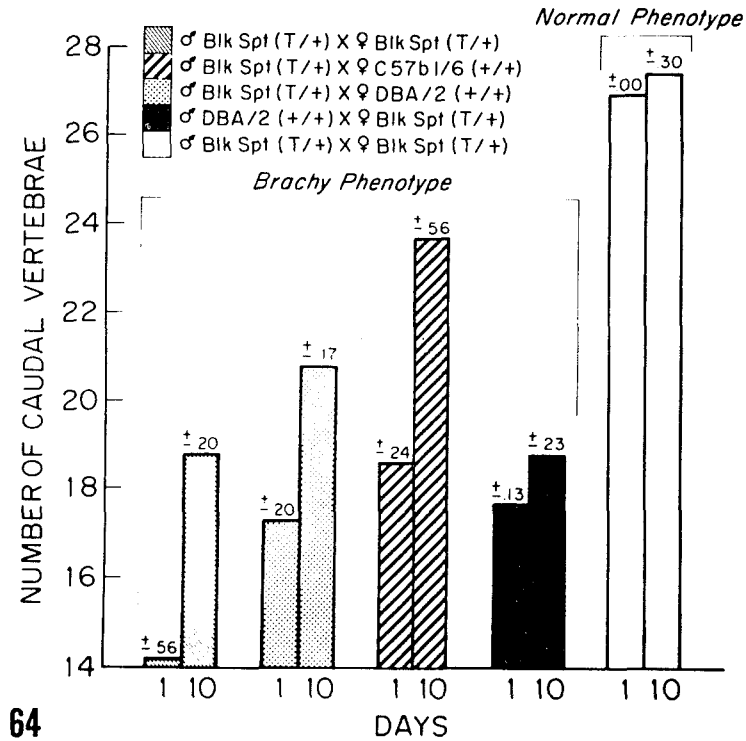 Normal Phenotype
♂ Blk Spt (T/+) X ♀ Blk Spt (T/+)
♂ Blk Spt (T/+) X ♀ C57bl/6 (+/+)
♂ Blk Spt (T/+) X ♀ DBA/2 (+/+)
♂ DBA/2 (+/+) X ♀ Blk Spt (T/+)
♂ Blk Spt (T/+) X ♀ Blk Spt (T/+)
Brachy Phenotype
NUMBER OF CAUDAL VERTEBRAE
28
26
24
22
20
18
16
14
± 56
± 20
± 20
± 17
± 24
± 56
± .13
± 23
± 00
± 30
1 10 1 10 1 10 1 10 1 10
DAYS
64